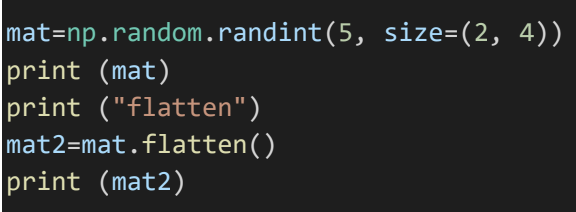 mat=np.random.randint(5, size=(2, 4))
print (mat)
print ("flatten")
mat2=mat.flatten()
print (mat2)